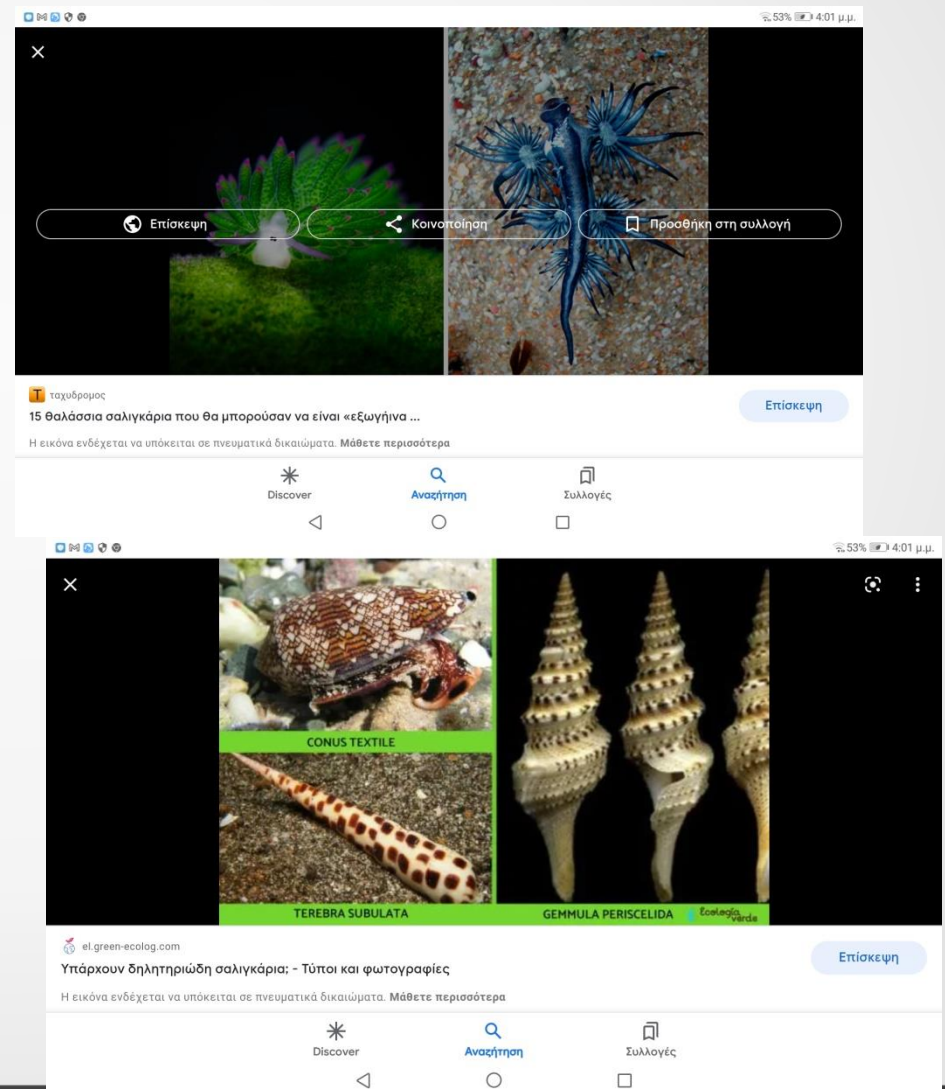 53% 4:01 μ.μ.
Επίσκεψη
Κοινοποίηση
Προσθήκη στη συλλογή
T ταχυδρομος
15 θαλάσσια σαλιγκάρια που θα μπορούσαν να είναι «εξωγήινα ...
Επίσκεψη
Η εικόνα ενδέχεται να υπόκειται σε πνευματικά δικαιώματα. Μάθετε περισσότερα
Discover
Αναζήτηση
Συλλογές
53% 4:01 μ.μ.
CONUS TEXTILE
TEREBRA SUBULATA
GEMMULA PERISCELIDA
Ecología verde
el.green-ecolog.com
Υπάρχουν δηλητηριώδη σαλιγκάρια; - Τύποι και φωτογραφίες
Επίσκεψη
Η εικόνα ενδέχεται να υπόκειται σε πνευματικά δικαιώματα. Μάθετε περισσότερα
Discover
Αναζήτηση
Συλλογές